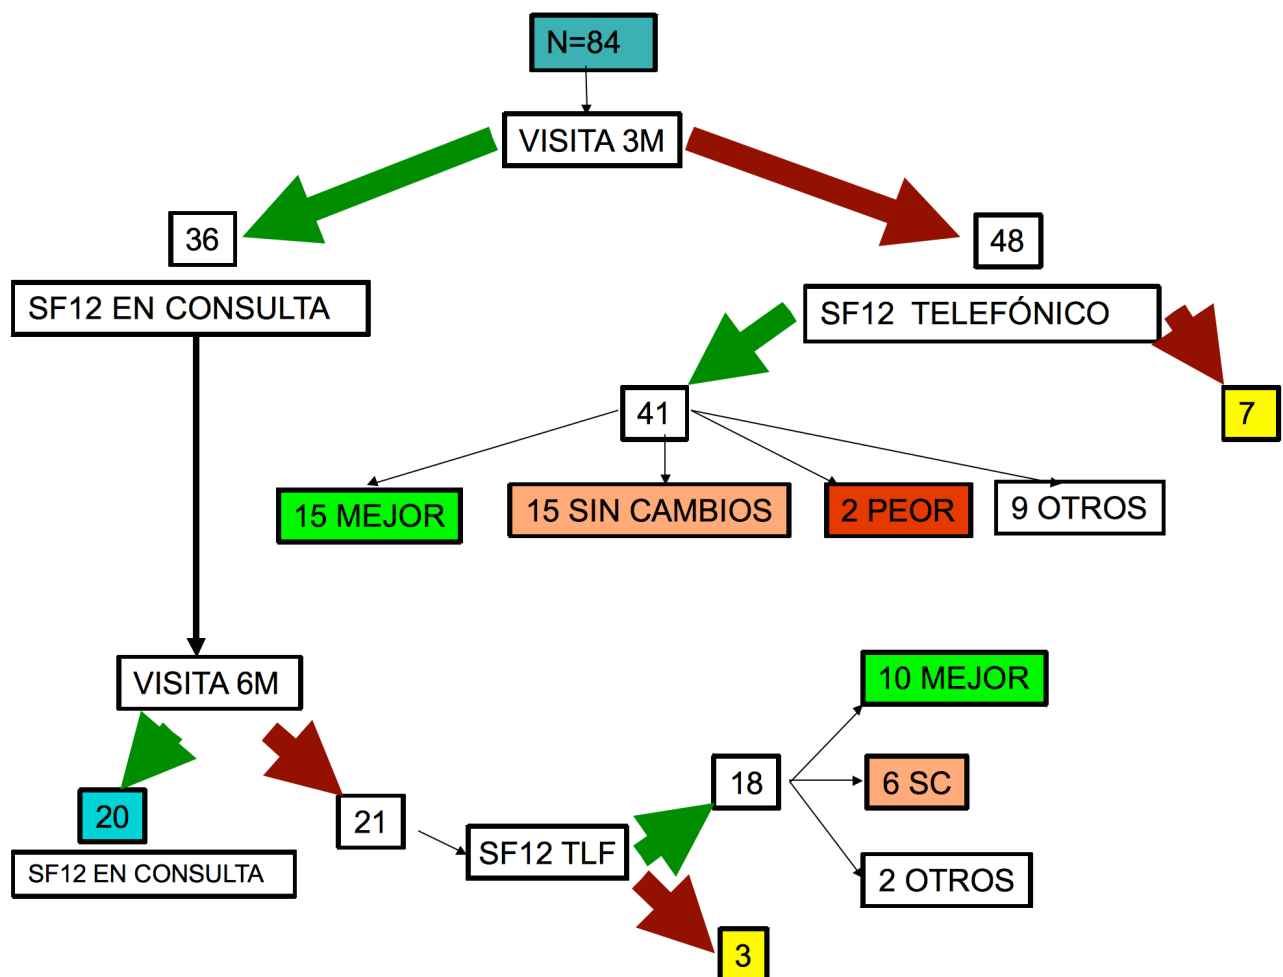 N=84
VISITA 3M
36
48
SF12 EN CONSULTA
SF12 TELEFÓNICO
41
7
15 MEJOR
15 SIN CAMBIOS
2 PEOR
9 OTROS
VISITA 6M
10 MEJOR
18
6 SC
20
21
SF12 TLF
SF12 EN CONSULTA
2 OTROS
3